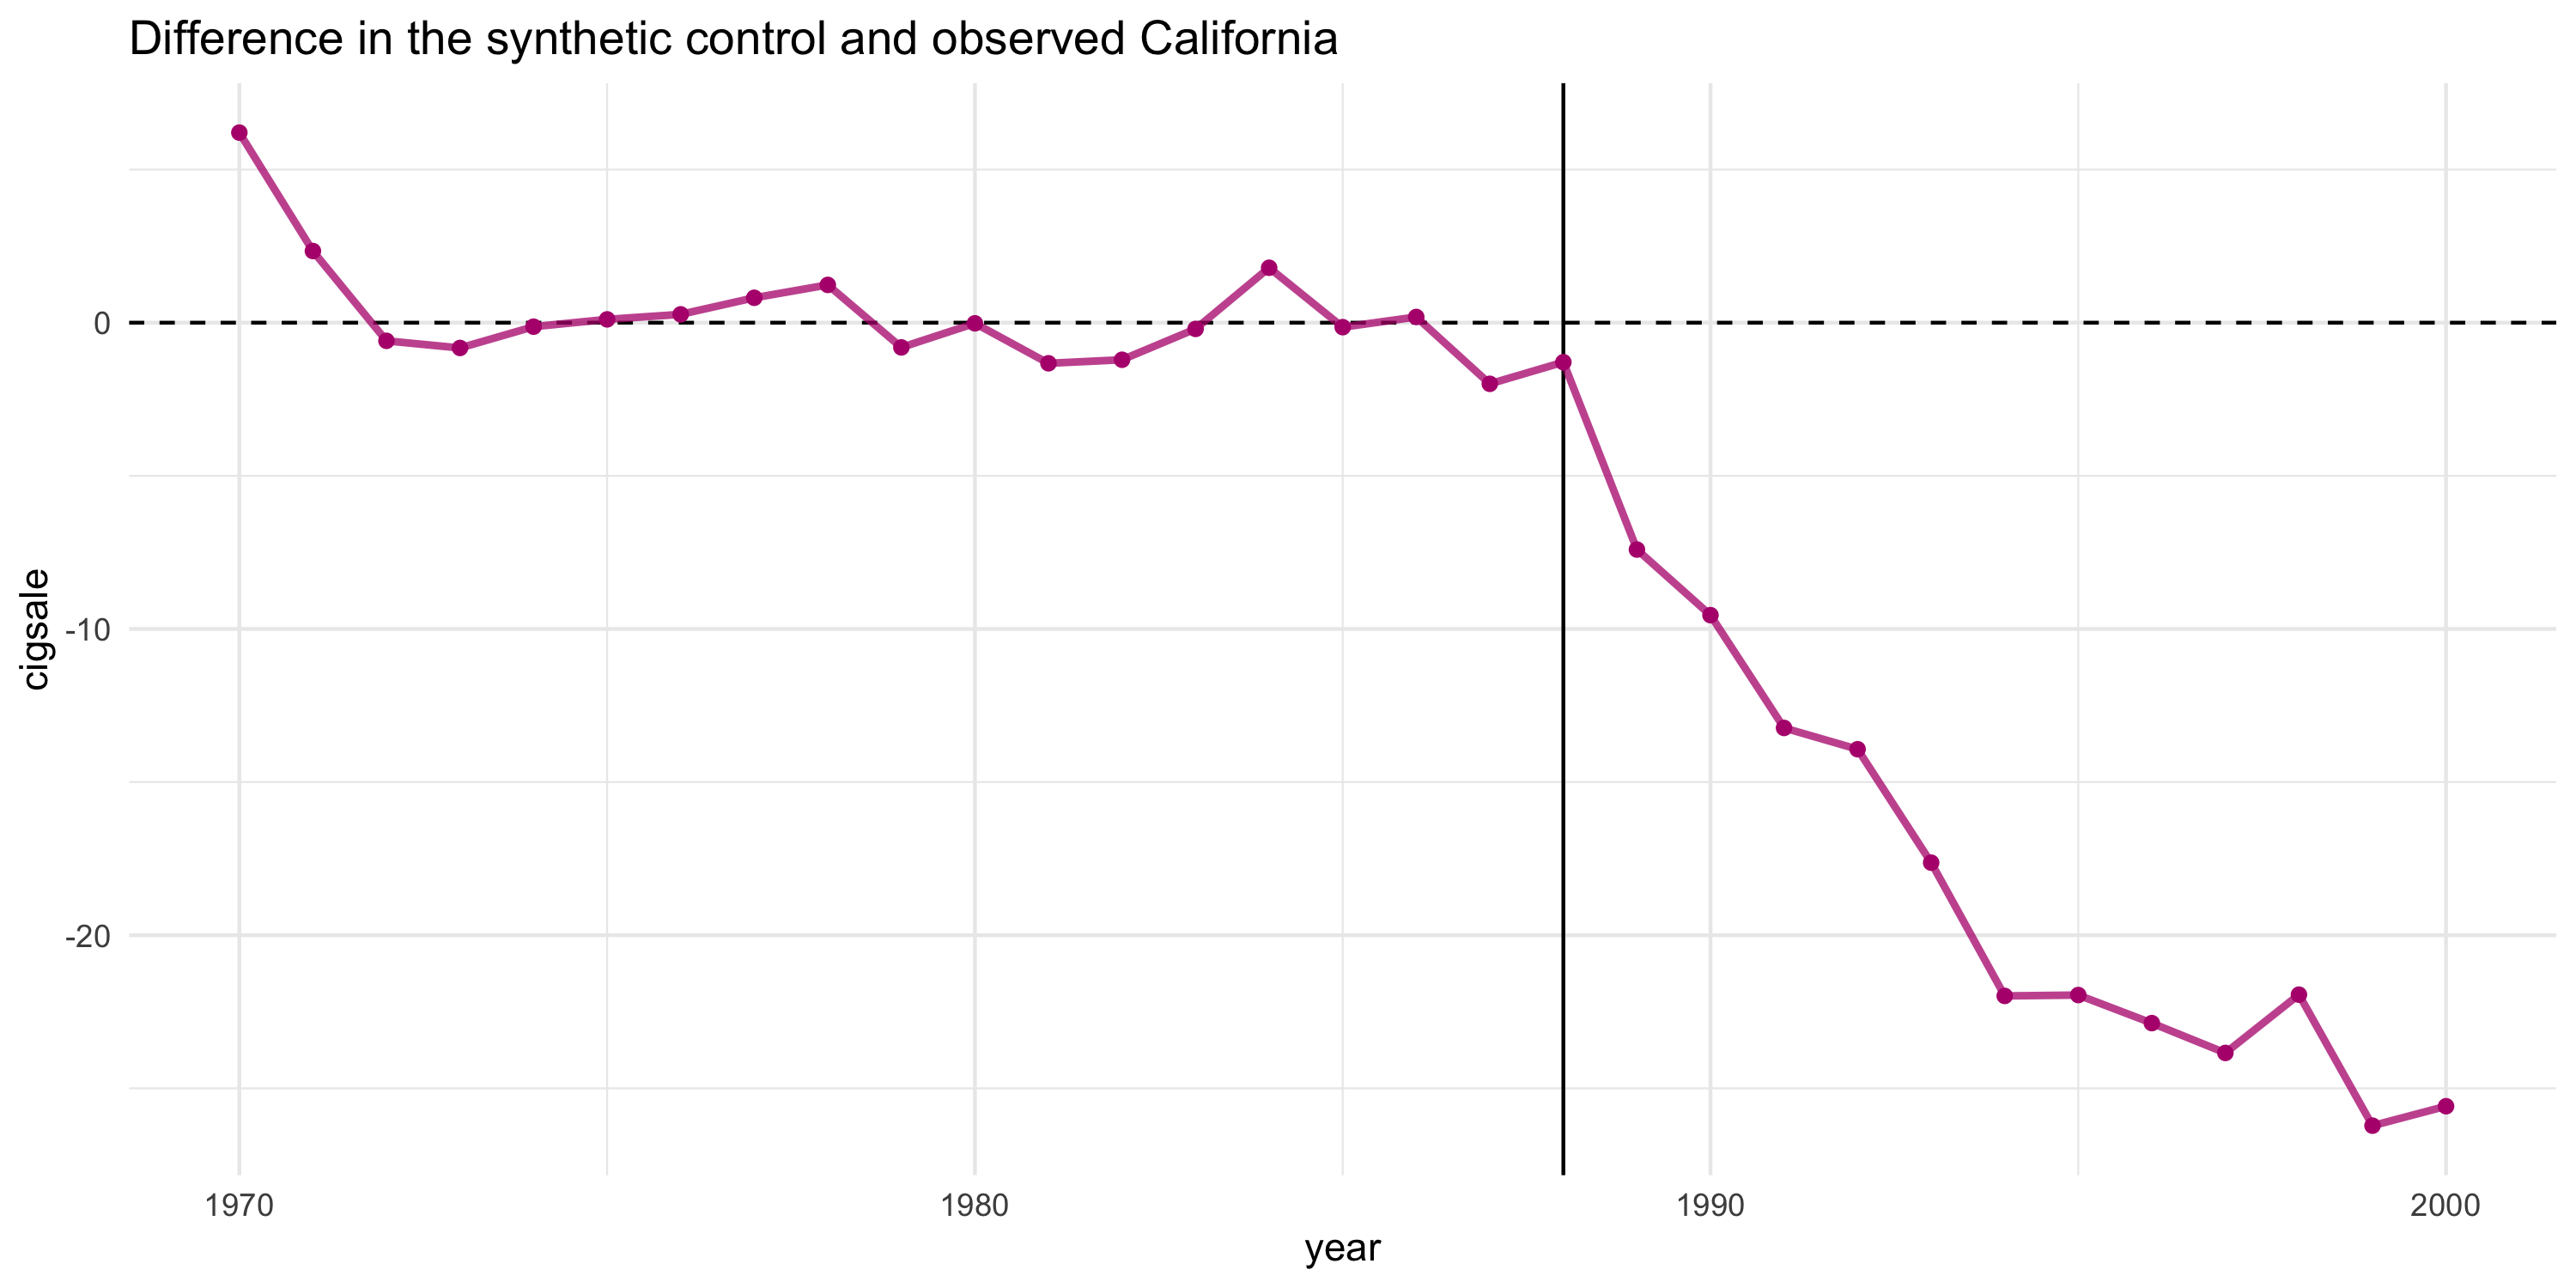 Difference in the synthetic control and observed California
0
-10
-20
cigsale
1970
1980
1990
2000
year